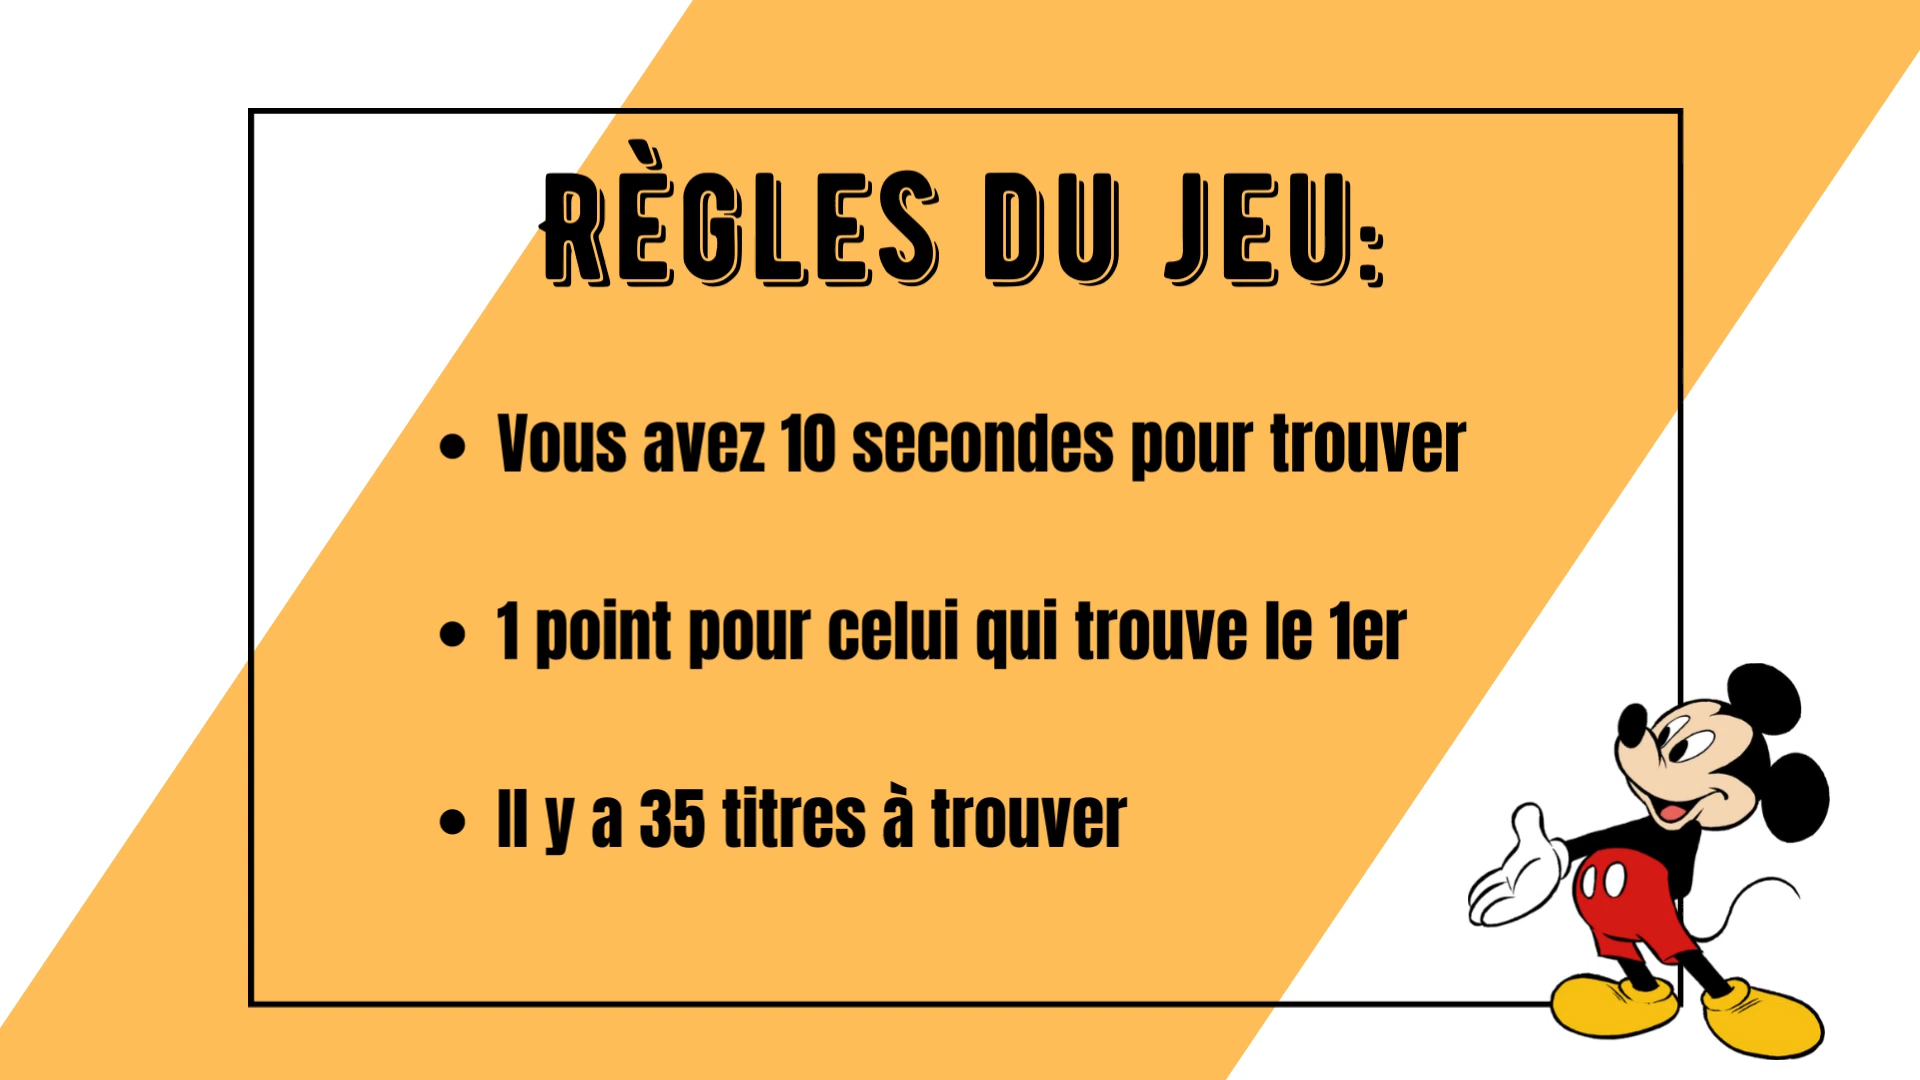 RÈGLES DU JEU:
• Vous avez 10 secondes pour trouver
• 1 point pour celui qui trouve le 1er
• Il y a 35 titres à trouver